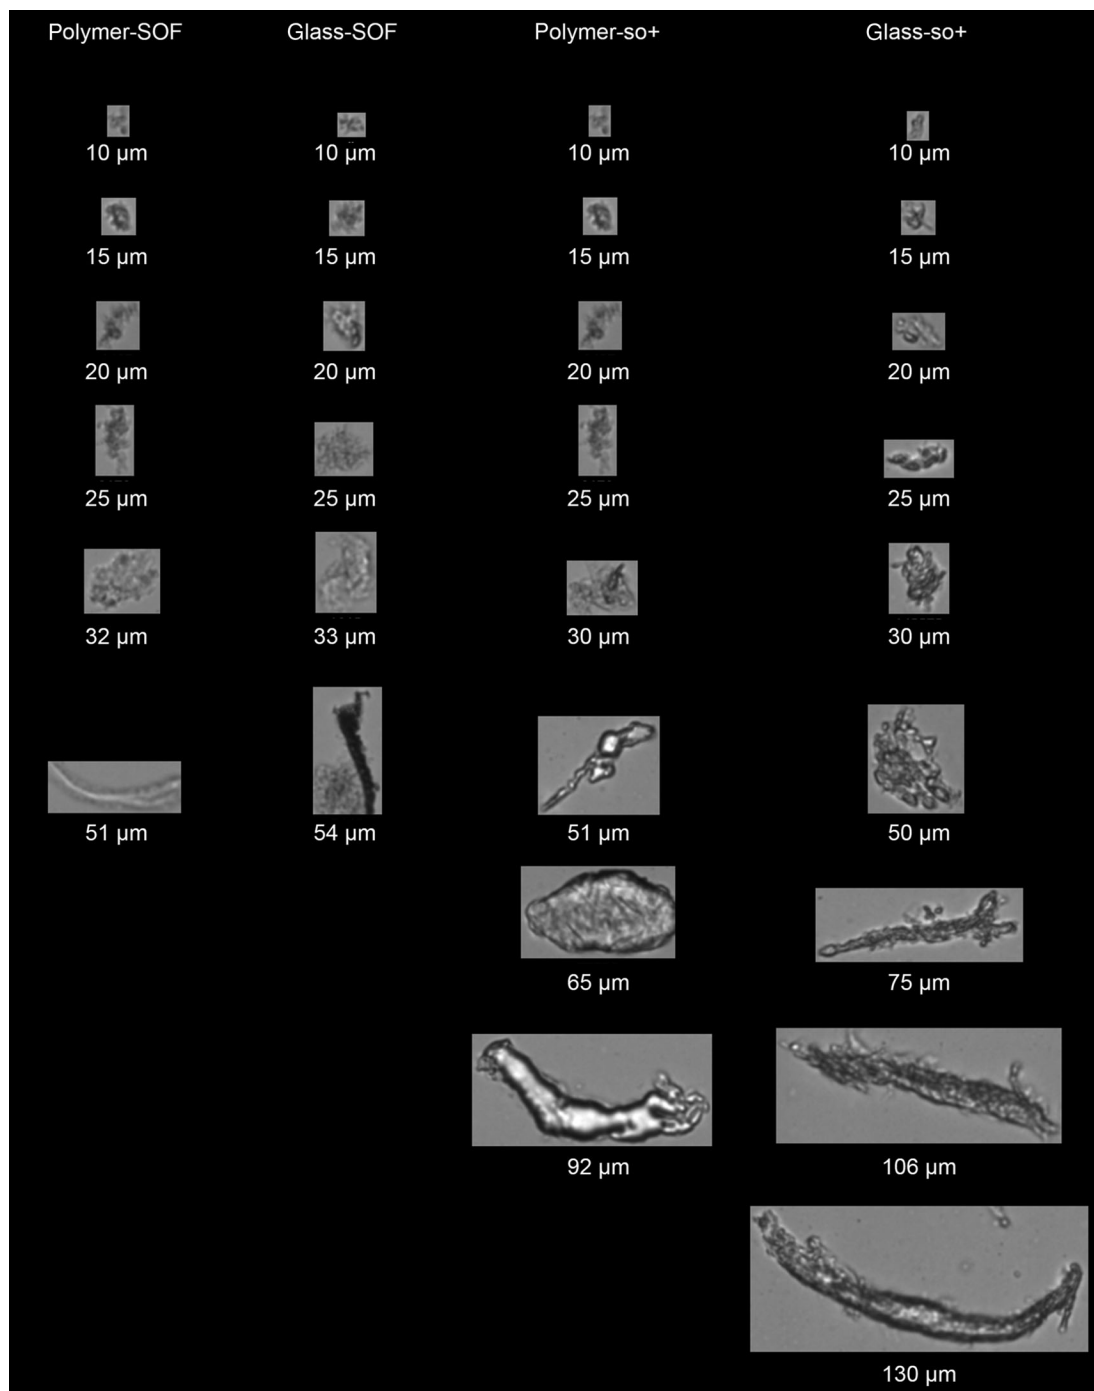 Polymer-SOF Glass-SOF Polymer-so+ Glass-so+
10 µm 10 µm 10 µm 10 µm
15 µm 15 µm 15 µm 15 µm
20 µm 20 µm 20 µm 20 µm
25 µm 25 µm 25 µm 25 µm
32 µm 33 µm 30 µm 30 µm
51 µm 54 µm 51 µm 50 µm
65 µm 75 µm
92 µm 106 µm
130 µm